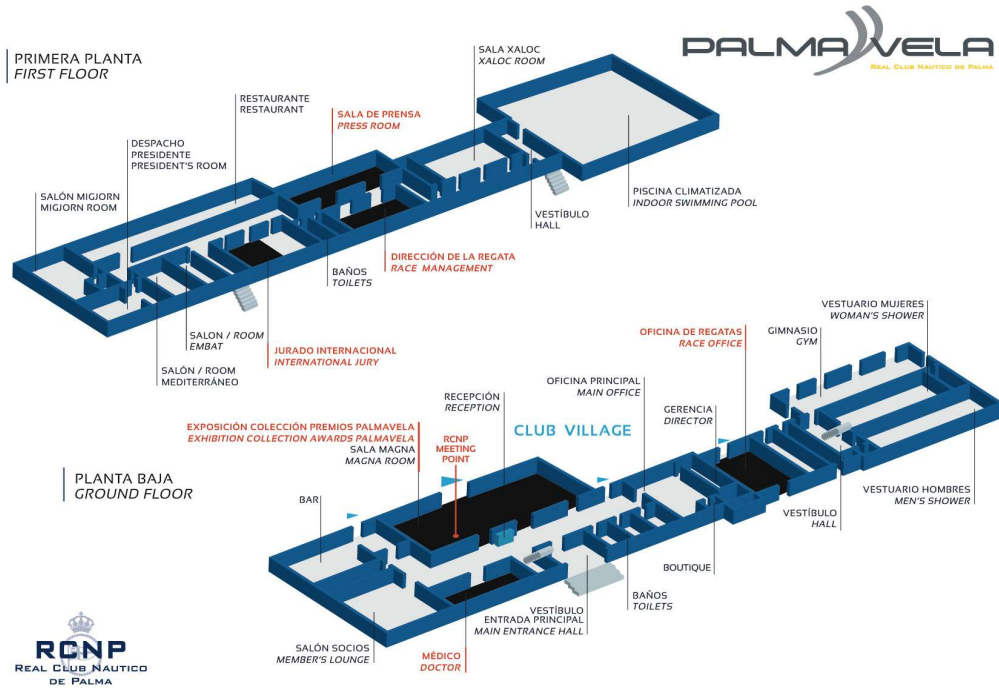 PRIMERA PLANTA
FIRST FLOOR
PALMAVELA
REAL CLUB NAUTICO DE PALMA
SALA XALOC
XALOC ROOM
RESTAURANTE
RESTAURANT
SALA DE PRENSA
PRESS ROOM
DESPACHO
PRESIDENTE
PRESIDENT'S ROOM
SALÓN MIGJORN
MIGJORN ROOM
PISCINA CLIMATIZADA
INDOOR SWIMMING POOL
VESTÍBULO
HALL
DIRECCIÓN DE LA REGATA
RACE MANAGEMENT
BAÑOS
TOILETS
SALON / ROOM
EMBAT
JURADO INTERNACIONAL
INTERNATIONAL JURY
SALÓN / ROOM
MEDITERRÁNEO
VESTUARIO MUJERES
WOMAN'S SHOWER
OFICINA DE REGATAS
RACE OFFICE
GIMNASIO
GYM
OFICINA PRINCIPAL
MAIN OFFICE
RECEPCIÓN
RECEPTION
GERENCIA
DIRECTOR
EXPOSICIÓN COLECCIÓN PREMIOS PALMAVELA
EXHIBITION COLLECTION AWARDS PALMAVELA
SALA MAGNA
MAGNA ROOM
RCNP
MEETING
POINT
CLUB VILLAGE
PLANTA BAJA
GROUND FLOOR
BAR
VESTUARIO HOMBRES
MEN'S SHOWER
VESTÍBULO
HALL
BOUTIQUE
BAÑOS
TOILETS
VESTÍBULO
ENTRADA PRINCIPAL
MAIN ENTRANCE HALL
SALÓN SOCIOS
MEMBER'S LOUNGE
MÉDICO
DOCTOR
RCNP
REAL CLUB NÁUTICO
DE PALMA